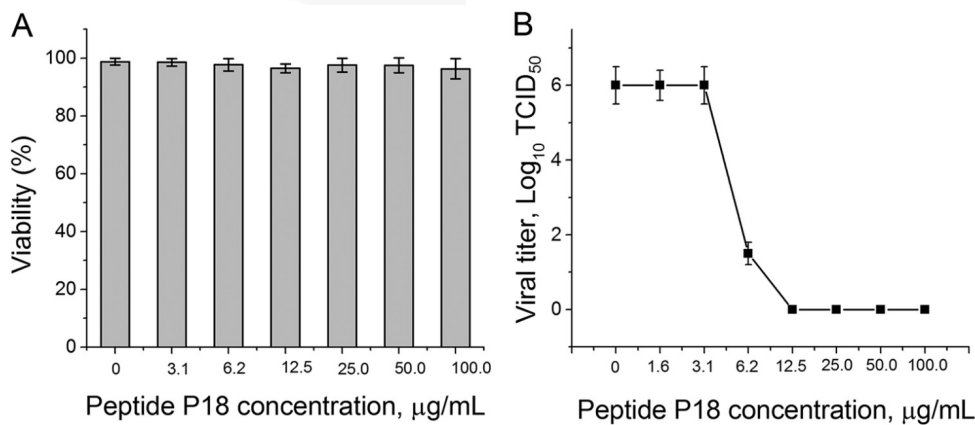 A
Viability (%)
100
80
60
40
20
0
0 3.1 6.2 12.5 25.0 50.0 100.0
Peptide P18 concentration, μg/mL
B
Viral titer, Log10 TCID50
6
4
2
0
0 1.6 3.1 6.2 12.5 25.0 50.0 100.0
Peptide P18 concentration, μg/mL